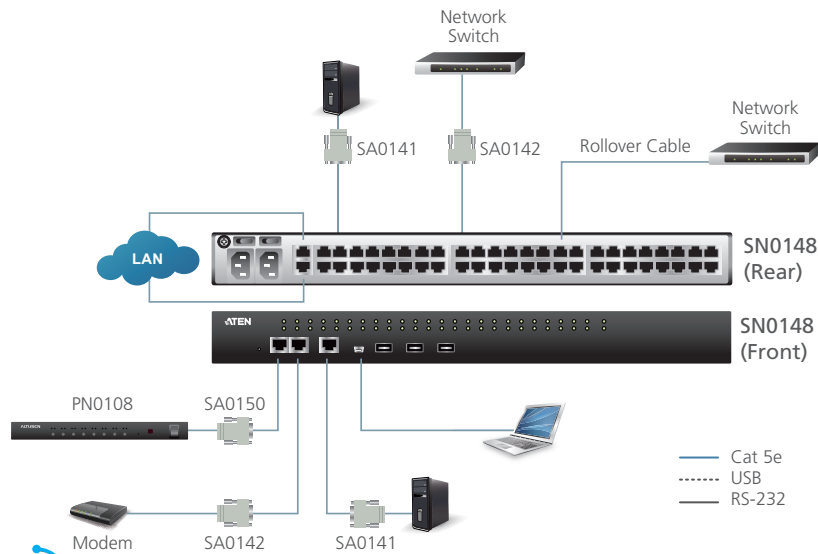 Network
Switch
Network
Switch
SA0141
SA0142
Rollover Cable
LAN
SN0148
(Rear)
ATEN
SN0148
(Front)
PN0108
SA0150
ALTUSEN
Cat 5e
USB
RS-232
Modem
SA0142
SA0141